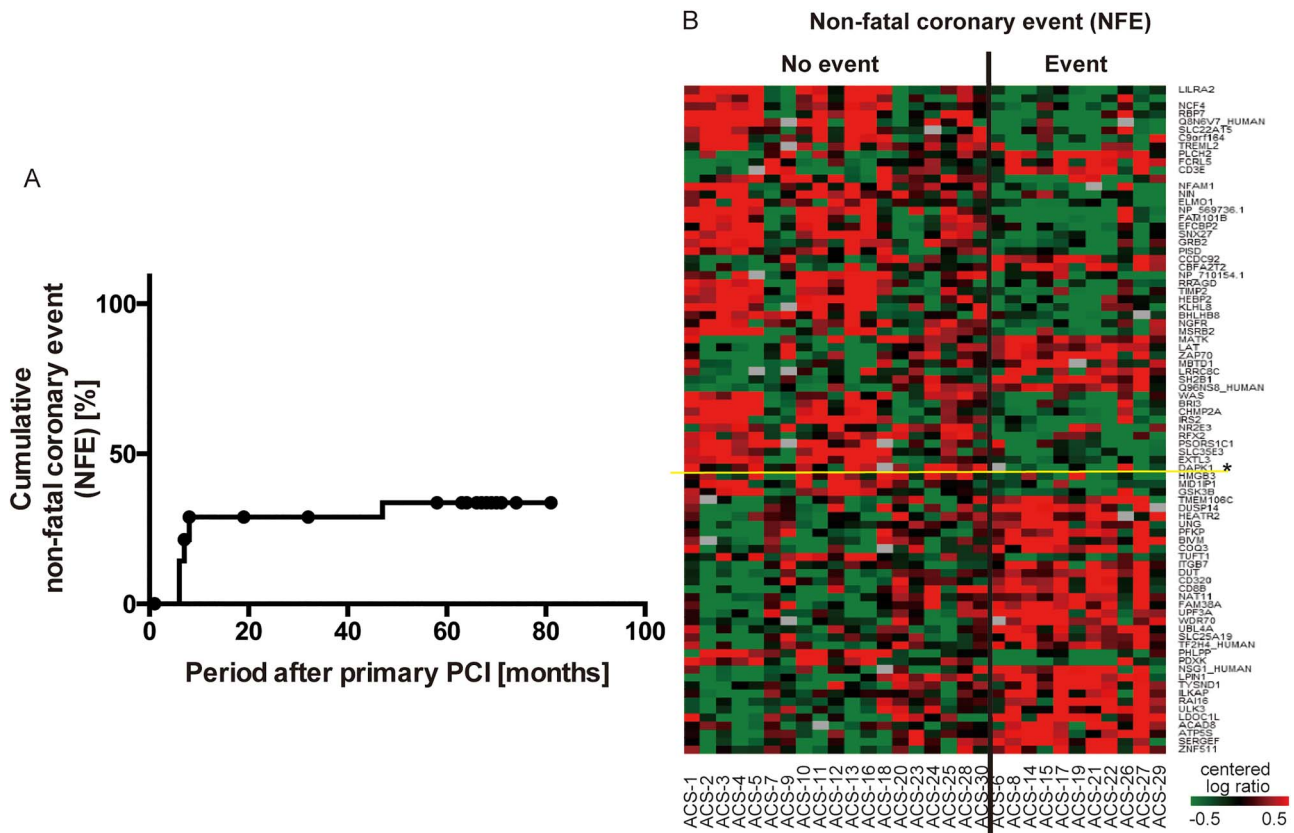 A
100
50
0
0
20
40
60
80
100
Cumulative
non-fatal coronary event
(NFE) [%]
Period after primary PCI [months]
B
Non-fatal coronary event (NFE)
No event
Event
LILRA2
NCF4
RBP7
Q8N6V7_HUMAN
SLC22A15
C9orf164
TREML2
PLCH2
FCRL5
CD3E
NFAM1
NIN
ELMO1
NP_569736.1
FAM101B
EFCBP2
SNX27
GRB2
PISD
CCDC92
CBFA2T2
NP_710154.1
RRAGD
TIMP2
HEBP2
KLHL8
BHLHB8
NGFR
MSRB2
MATK
LAT
ZAP70
MBTD1
LRRC8C
SH2B1
Q96NS8_HUMAN
WAS
BRI3
CHMP2A
IRS2
NR2E3
RFX2
PSORS1C1
SLC35E3
EXTL3
DAPK1 *
HMGB3
MID1IP1
GSK3B
TMEM106C
DUSP14
HEATR2
UNG
PFKP
BIVM
COQ3
TUFT1
ITGB7
DUT
CD320
CD8B
NAT11
FAM38A
UPF3A
WDR70
UBL4A
SLC25A19
TF2H4_HUMAN
PHLPP
PDXK
NSG1_HUMAN
LPIN1
TYSND1
ILKAP
RAI16
ULK3
LDOC1L
ACAD8
ATP5S
SERGEF
ZNF511
ACS-1
ACS-2
ACS-3
ACS-4
ACS-5
ACS-7
ACS-9
ACS-10
ACS-11
ACS-12
ACS-13
ACS-16
ACS-18
ACS-20
ACS-23
ACS-24
ACS-25
ACS-28
ACS-30
ACS-6
ACS-8
ACS-14
ACS-15
ACS-17
ACS-19
ACS-21
ACS-22
ACS-26
ACS-27
ACS-29
centered
log ratio
-0.5 0.5